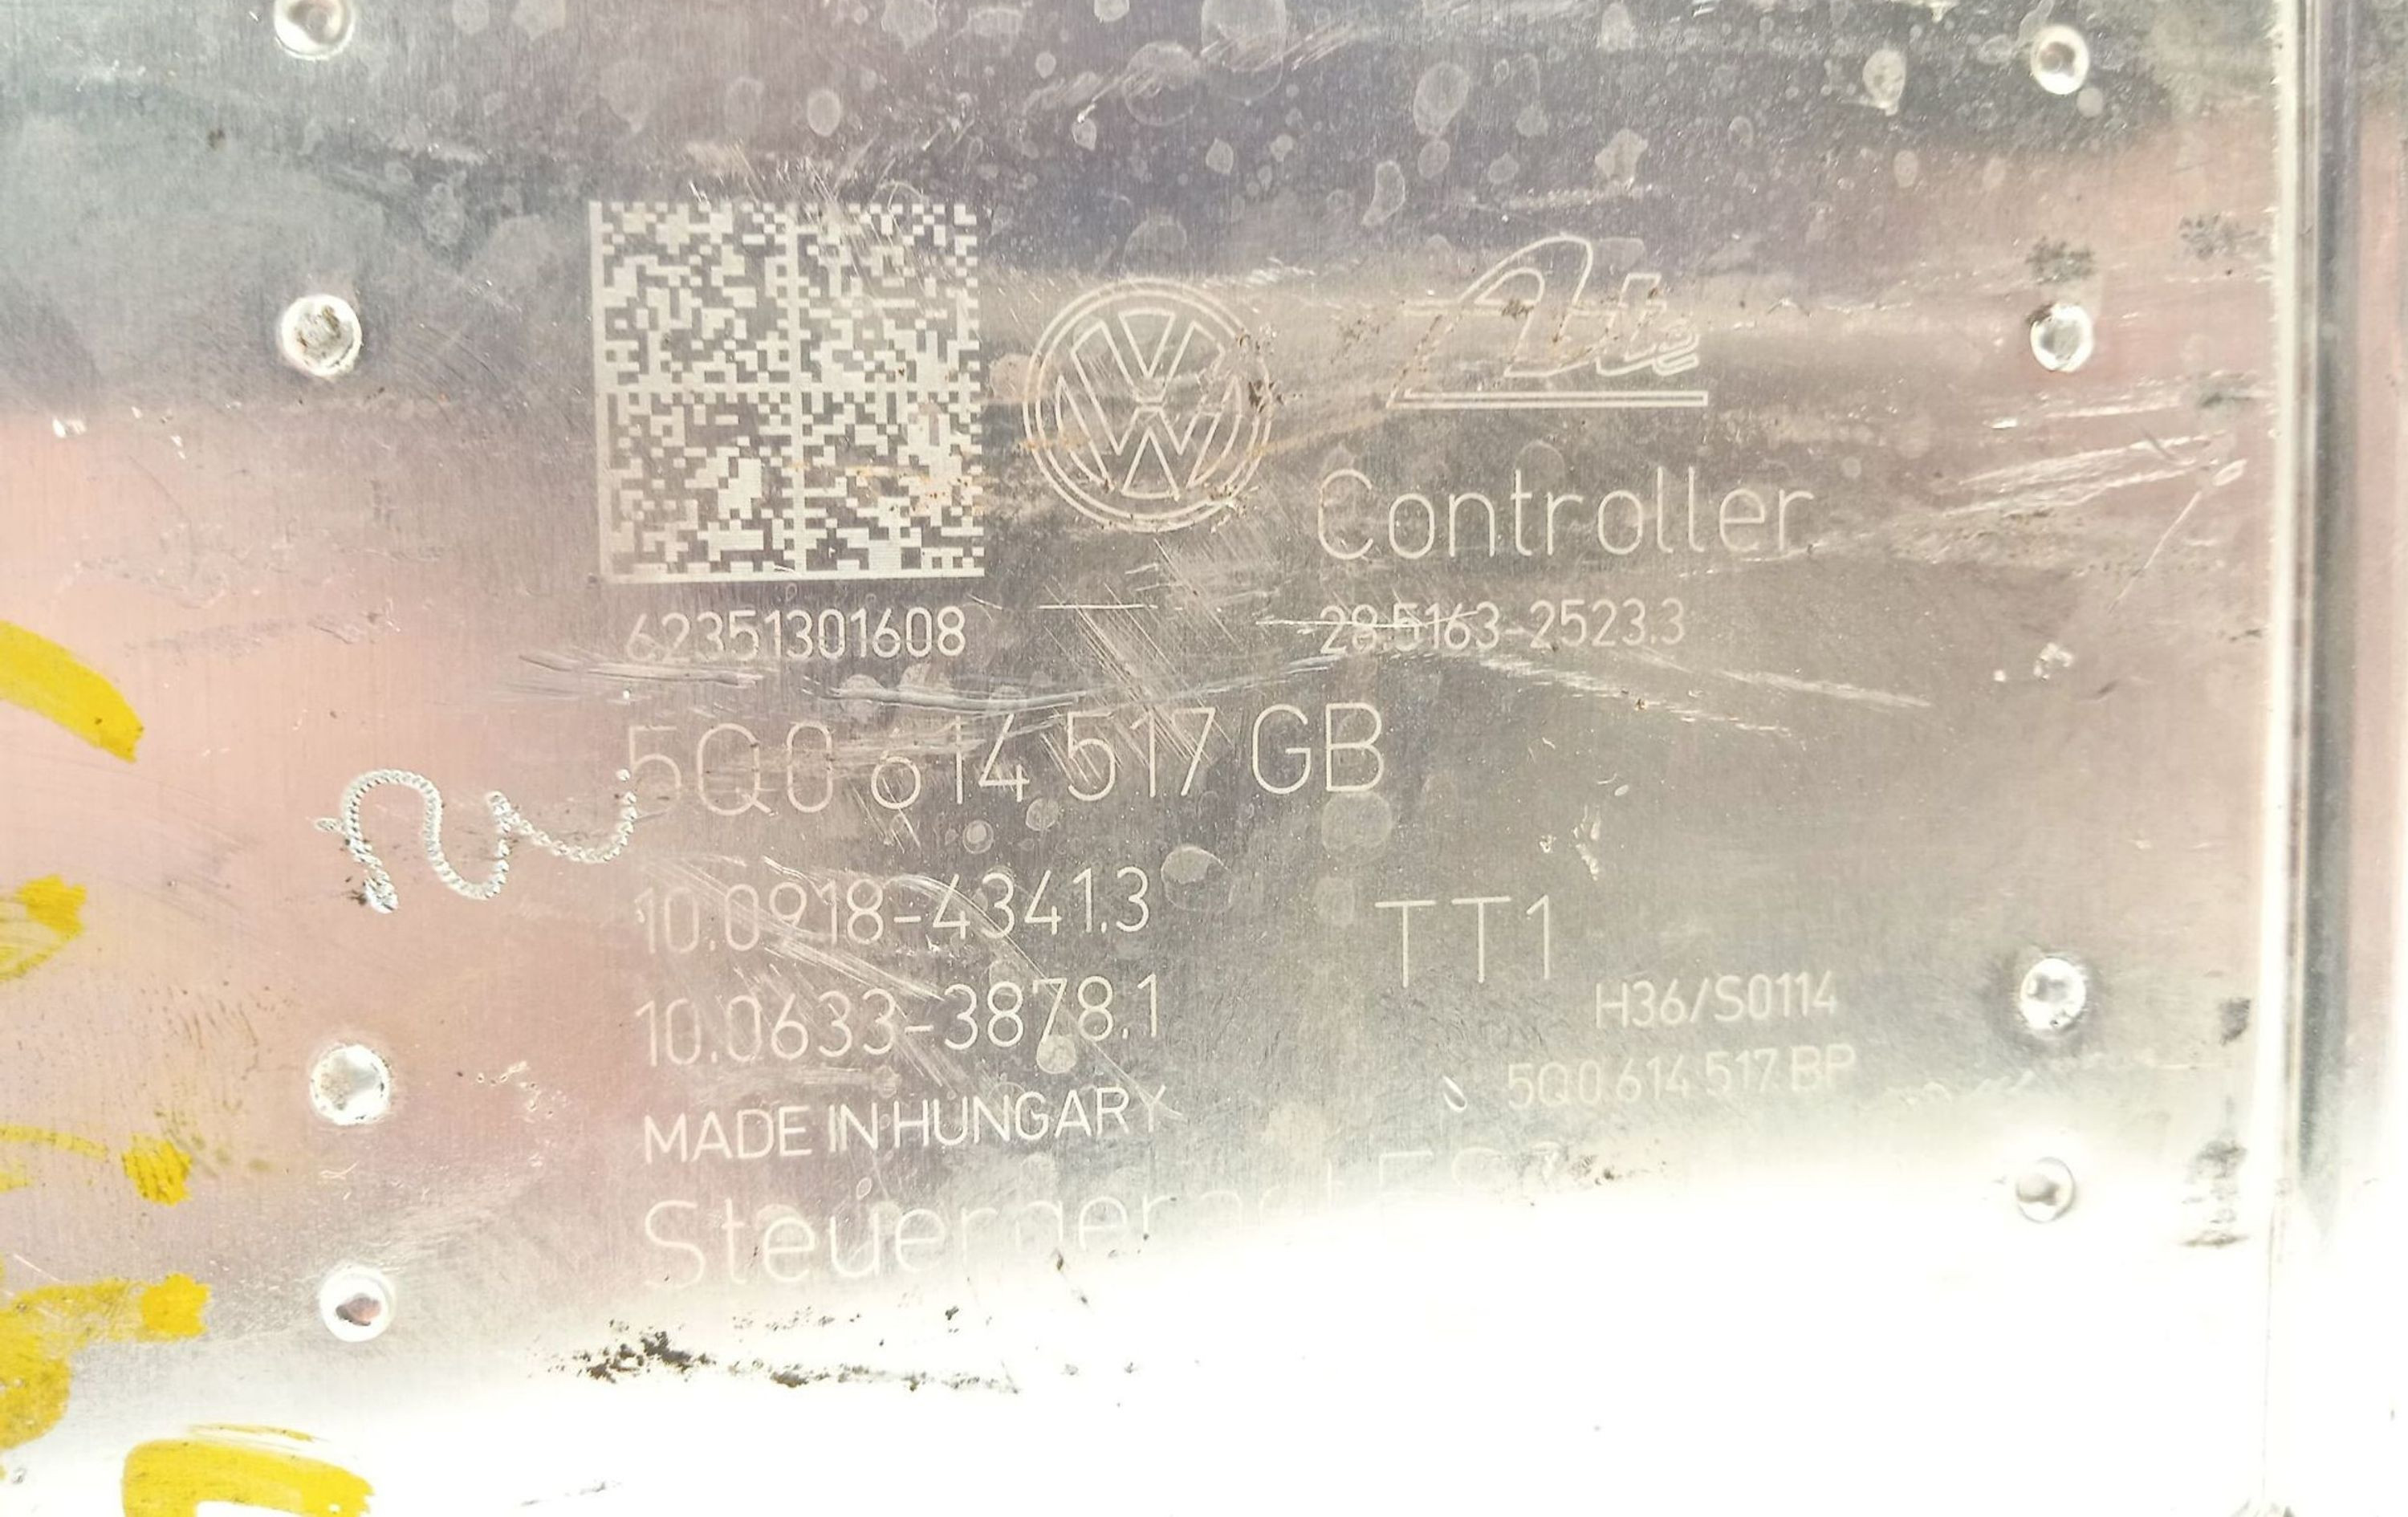 Ate
Controller
62351301608
28.5163-2523.3
5Q0 614 517 GB
10.0918-4341.3
TT1
10.0633-3878.1
H36/S0114
5Q0 614 517.BP
MADE IN HUNGARY